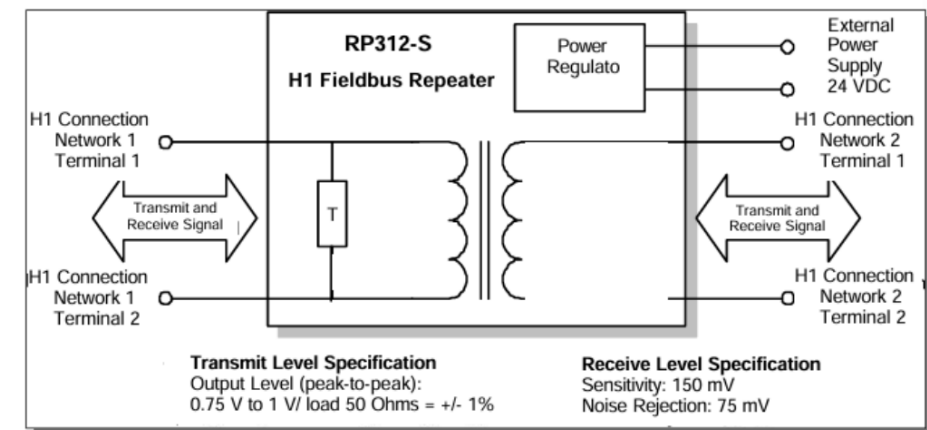 RP312-S
H1 Fieldbus Repeater
Power
Regulato
External
Power
Supply
24 VDC
H1 Connection
Network 1
Terminal 1
H1 Connection
Network 2
Terminal 1
T
Transmit and
Receive Signal
Transmit and
Receive Signal
H1 Connection
Network 1
Terminal 2
H1 Connection
Network 2
Terminal 2
Transmit Level Specification
Output Level (peak-to-peak):
0.75 V to 1 V/ load 50 Ohms = +/- 1%
Receive Level Specification
Sensitivity: 150 mV
Noise Rejection: 75 mV